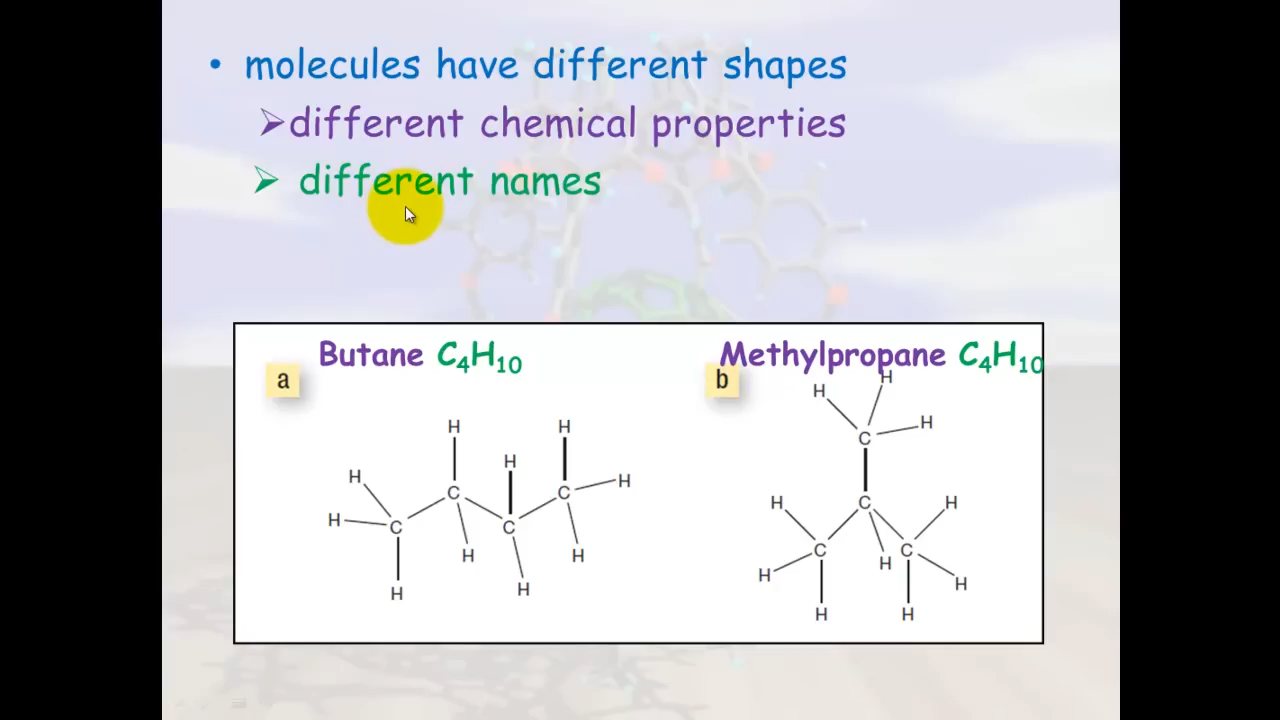 • molecules have different shapes
➢different chemical properties
➢ different names
Butane C₄H₁₀
Methylpropane C₄H₁₀
a
b
H
H
H
H
H
C
H
C
H
C
H
C
H
H
H
H
H
H
C
H
C
H
H
C
H
C
H
H
H
H